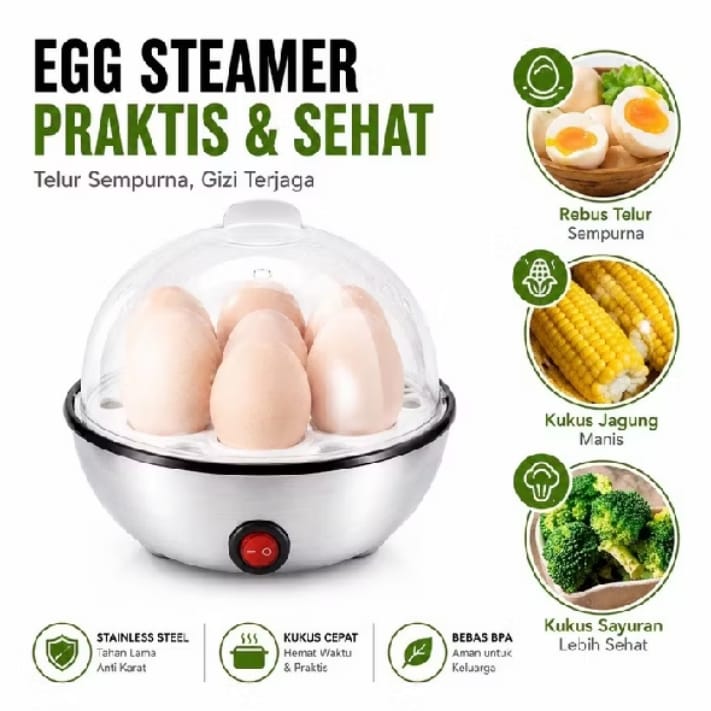 EGG STEAMER
PRAKTIS & SEHAT
Telur Sempurna, Gizi Terjaga
Rebus Telur
Sempurna
Kukus Jagung
Manis
Kukus Sayuran
Lebih Sehat
STAINLESS STEEL
Tahan Lama
Anti Karat
KUKUS CEPAT
Hemat Waktu
& Praktis
BEBAS BPA
Aman untuk
Keluarga